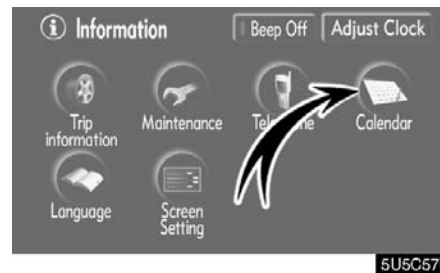 i Information
Beep Off
Adjust Clock
Trip
information
Maintenance
Calendar
Language
Screen
Setting
5U5C57